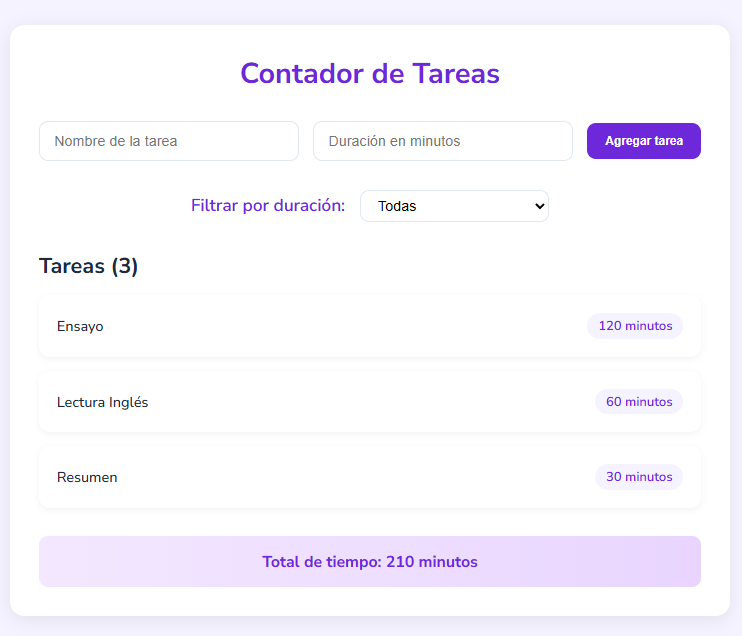 Contador de Tareas
Nombre de la tarea Duración en minutos Agregar tarea
Filtrar por duración: Todas
Tareas (3)
Ensayo 120 minutos
Lectura Inglés 60 minutos
Resumen 30 minutos
Total de tiempo: 210 minutos